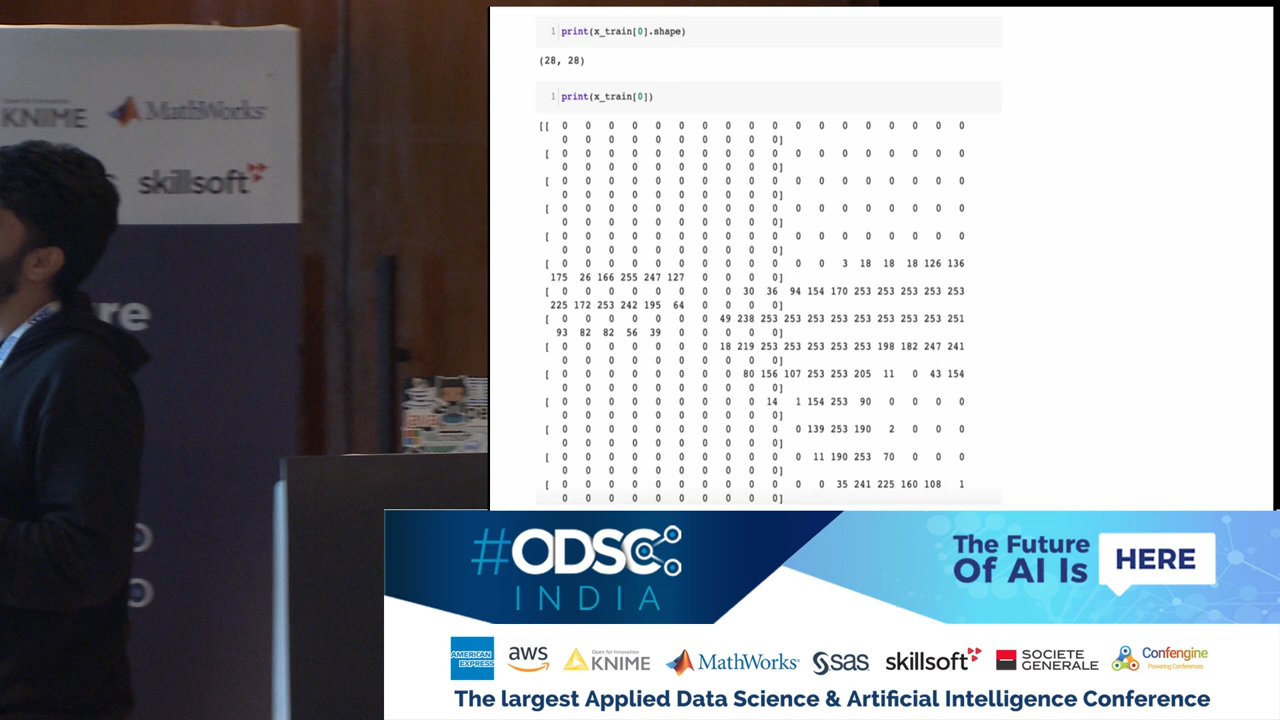 1 print(x_train[0].shape)
(28, 28)
1 print(x_train[0])
[[ 0 0 0 0 0 0 0 0 0 0 0 0 0 0 0 0 0 0
0 0 0 0 0 0 0 0 0 0]
[ 0 0 0 0 0 0 0 0 0 0 0 0 0 0 0 0 0 0
0 0 0 0 0 0 0 0 0 0]
[ 0 0 0 0 0 0 0 0 0 0 0 0 0 0 0 0 0 0
0 0 0 0 0 0 0 0 0 0]
[ 0 0 0 0 0 0 0 0 0 0 0 0 0 0 0 0 0 0
0 0 0 0 0 0 0 0 0 0]
[ 0 0 0 0 0 0 0 0 0 0 0 0 0 0 0 0 0 0
0 0 0 0 0 0 0 0 0 0]
[ 0 0 0 0 0 0 0 0 0 0 0 0 3 18 18 18 126 136
175 26 166 255 247 127 0 0 0 0]
[ 0 0 0 0 0 0 0 0 30 36 94 154 170 253 253 253 253 253
225 172 253 242 195 64 0 0 0 0]
[ 0 0 0 0 0 0 0 49 238 253 253 253 253 253 253 253 253 251
93 82 82 56 39 0 0 0 0 0]
[ 0 0 0 0 0 0 0 18 219 253 253 253 253 253 198 182 247 241
0 0 0 0 0 0 0 0 0 0]
[ 0 0 0 0 0 0 0 0 80 156 107 253 253 205 11 0 43 154
0 0 0 0 0 0 0 0 0 0]
[ 0 0 0 0 0 0 0 0 0 14 1 154 253 90 0 0 0 0
0 0 0 0 0 0 0 0 0 0]
[ 0 0 0 0 0 0 0 0 0 0 0 139 253 190 2 0 0 0
0 0 0 0 0 0 0 0 0 0]
[ 0 0 0 0 0 0 0 0 0 0 0 11 190 253 70 0 0 0
0 0 0 0 0 0 0 0 0 0]
[ 0 0 0 0 0 0 0 0 0 0 0 0 35 241 225 160 108 1
0 0 0 0 0 0 0 0 0 0]
KNIME MathWorks
skillsoft
re
#ODSC
INDIA
The Future
Of AI Is HERE
AMERICAN
EXPRESS
aws
Open for Innovation
KNIME
MathWorks
sas
skillsoft
SOCIETE
GENERALE
Confengine
Powering Conferences
The largest Applied Data Science & Artificial Intelligence Conference